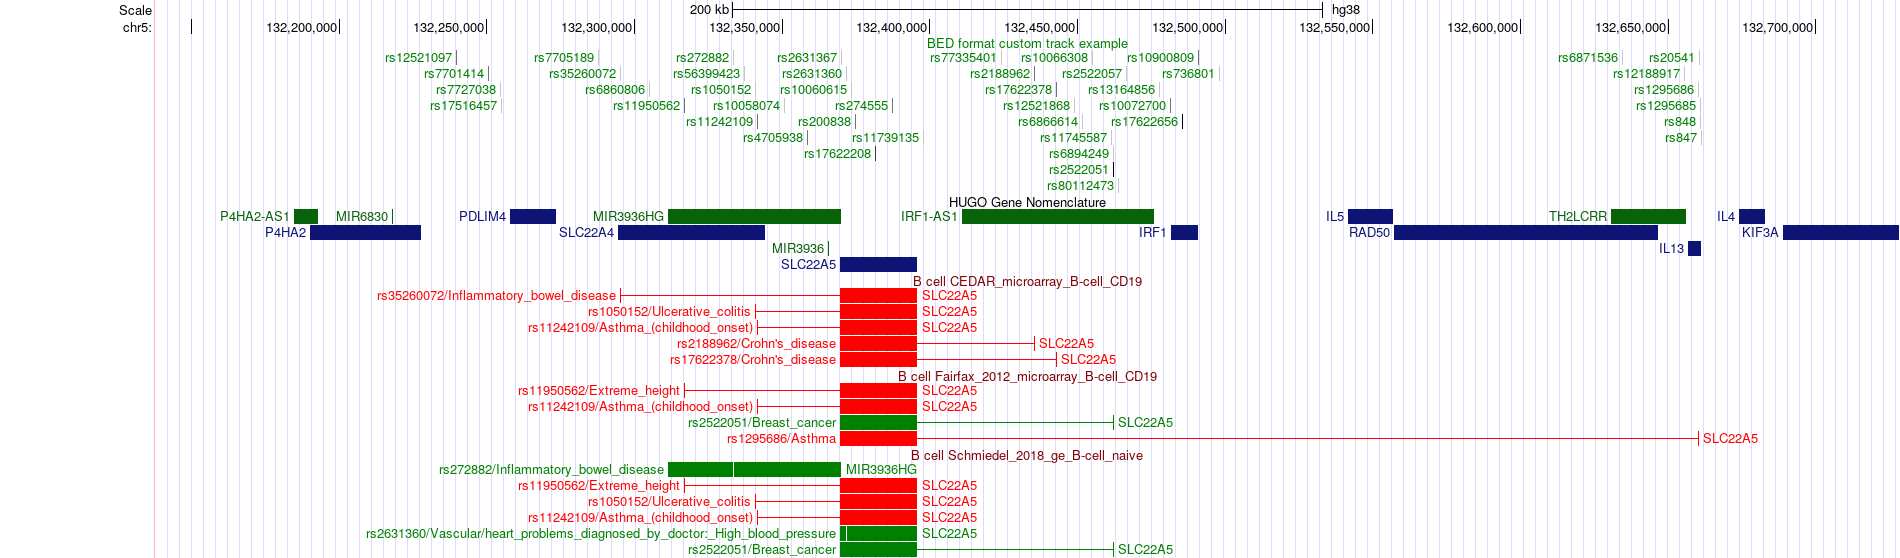 Scale 200 kb hg38
chr5: 132,200,000 132,250,000 132,300,000 132,350,000 132,400,000 132,450,000 132,500,000 132,550,000 132,600,000 132,650,000 132,700,000
BED format custom track example
rs12521097 rs7705189 rs272882 rs2631367 rs77335401 rs10066308 rs10900809 rs6871536 rs20541
rs7701414 rs35260072 rs56399423 rs2631360 rs2188962 rs2522057 rs736801 rs12188917
rs7727038 rs6860806 rs1050152 rs10060615 rs17622378 rs13164856 rs1295686
rs17516457 rs11950562 rs10058074 rs274555 rs12521868 rs10072700 rs1295685
rs11242109 rs200838 rs6866614 rs17622656 rs848
rs4705938 rs11739135 rs11745587 rs847
rs17622208 rs6894249
rs2522051
rs80112473
HUGO Gene Nomenclature
P4HA2-AS1 MIR6830 PDLIM4 MIR3936HG IRF1-AS1 IL5 TH2LCRR IL4
P4HA2 SLC22A4 IRF1 RAD50 KIF3A
MIR3936 IL13
SLC22A5
B cell CEDAR_microarray_B-cell_CD19
rs35260072/Inflammatory_bowel_disease SLC22A5
rs1050152/Ulcerative_colitis SLC22A5
rs11242109/Asthma_(childhood_onset) SLC22A5
rs2188962/Crohn's_disease SLC22A5
rs17622378/Crohn's_disease SLC22A5
B cell Fairfax_2012_microarray_B-cell_CD19
rs11950562/Extreme_height SLC22A5
rs11242109/Asthma_(childhood_onset) SLC22A5
rs2522051/Breast_cancer SLC22A5
rs1295686/Asthma SLC22A5
B cell Schmiedel_2018_ge_B-cell_naive
rs272882/Inflammatory_bowel_disease MIR3936HG
rs11950562/Extreme_height SLC22A5
rs1050152/Ulcerative_colitis SLC22A5
rs11242109/Asthma_(childhood_onset) SLC22A5
rs2631360/Vascular/heart_problems_diagnosed_by_doctor:_High_blood_pressure SLC22A5
rs2522051/Breast_cancer SLC22A5